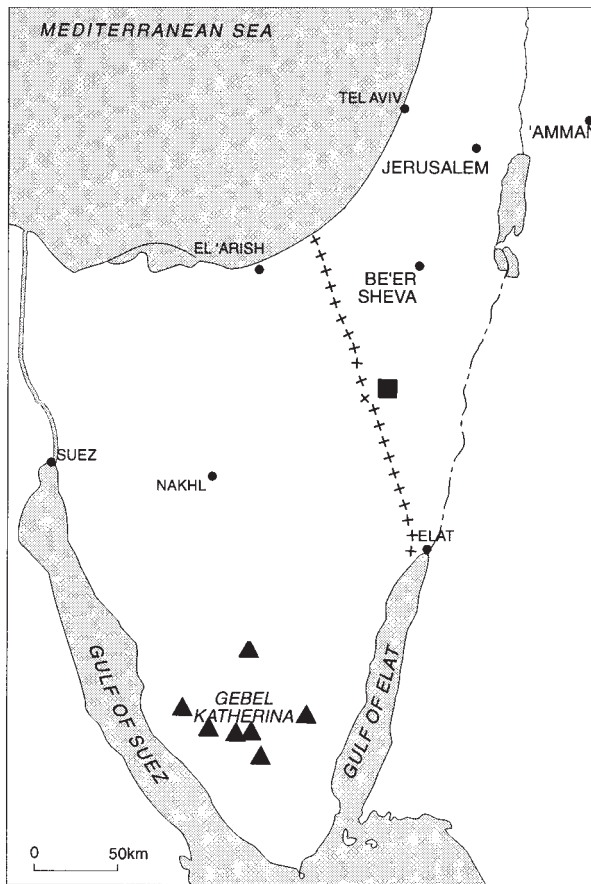 MEDITERRANEAN SEA
TEL AVIV
'AMMAN
JERUSALEM
EL 'ARISH
BE'ER
SHEVA
SUEZ
NAKHL
ELAT
GULF OF SUEZ
GEBEL
KATHERINA
GULF OF ELAT
0 50km